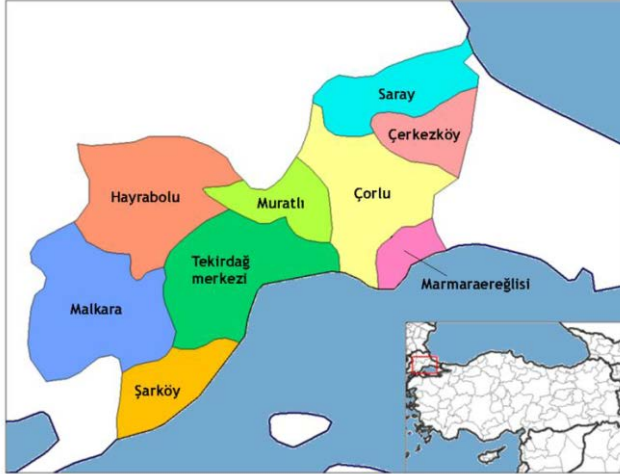 Saray
Çerkezköy
Hayrabolu
Muratlı
Çorlu
Tekirdağ
merkezi
Marmaraereğlisi
Malkara
Şarköy